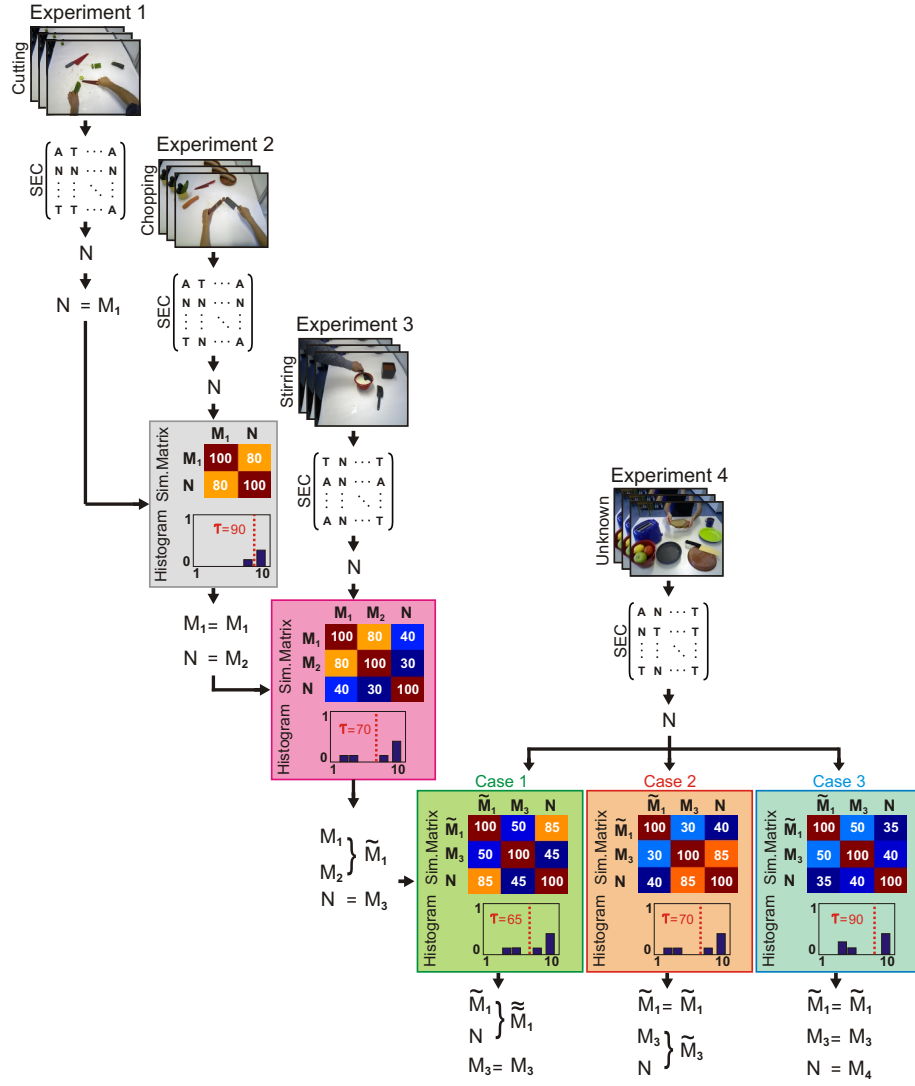 Experiment 1
Cutting
SEC
A T ··· A
N N ··· N
⋮ ⋮ ⋱ ⋮
T T ··· A
N
N = M₁
Experiment 2
Chopping
SEC
A T ··· A
N N ··· N
⋮ ⋮ ⋱ ⋮
T N ··· A
N
Sim.Matrix
M₁ N
M₁ 100 80
N 80 100
Histogram
1
τ=90
0
1 10
M₁= M₁
N = M₂
Experiment 3
Stirring
SEC
T N ··· T
A N ··· A
⋮ ⋮ ⋱ ⋮
A N ··· T
N
Sim.Matrix
M₁ M₂ N
M₁ 100 80 40
M₂ 80 100 30
N 40 30 100
Histogram
1
τ=70
0
1 10
M₁
M₂ } M̃₁
N = M₃
Experiment 4
Unknown
SEC
A N ··· T
N T ··· T
⋮ ⋮ ⋱ ⋮
T N ··· T
N
Case 1
Sim.Matrix
M̃₁ M₃ N
M̃₁ 100 50 85
M₃ 50 100 45
N 85 45 100
Histogram
1
τ=65
0
1 10
M̃₁
N } M̃̃₁
M₃= M₃
Case 2
Sim.Matrix
M̃₁ M₃ N
M̃₁ 100 30 40
M₃ 30 100 85
N 40 85 100
Histogram
1
τ=70
0
1 10
M̃₁= M̃₁
M₃
N } M̃₃
Case 3
Sim.Matrix
M̃₁ M₃ N
M̃₁ 100 50 35
M₃ 50 100 40
N 35 40 100
Histogram
1
τ=90
0
1 10
M̃₁= M̃₁
M₃= M₃
N = M₄